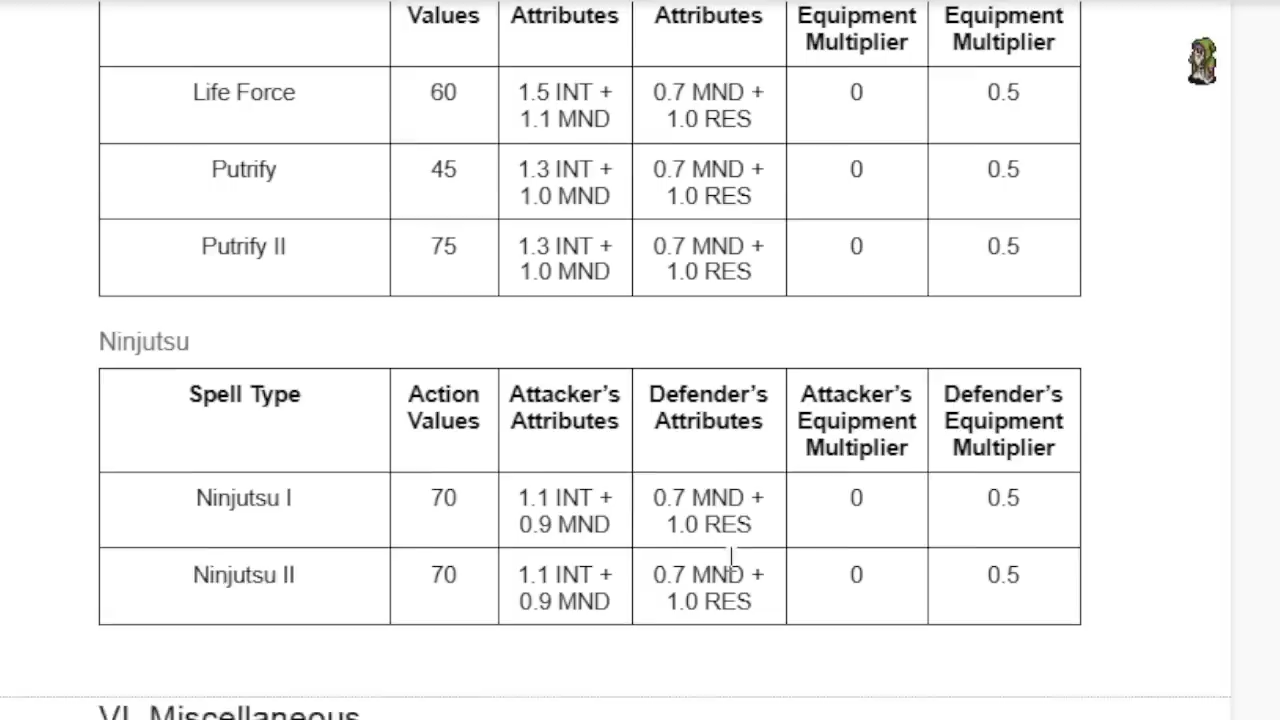 Values Attributes Attributes Equipment Equipment
Multiplier Multiplier
Life Force 60 1.5 INT + 0.7 MND + 0 0.5
1.1 MND 1.0 RES
Putrify 45 1.3 INT + 0.7 MND + 0 0.5
1.0 MND 1.0 RES
Putrify II 75 1.3 INT + 0.7 MND + 0 0.5
1.0 MND 1.0 RES
Ninjutsu
Spell Type Action Attacker’s Defender’s Attacker’s Defender’s
Values Attributes Attributes Equipment Equipment
Multiplier Multiplier
Ninjutsu I 70 1.1 INT + 0.7 MND + 0 0.5
0.9 MND 1.0 RES
Ninjutsu II 70 1.1 INT + 0.7 MND + 0 0.5
0.9 MND 1.0 RES
VI. Miscellaneous